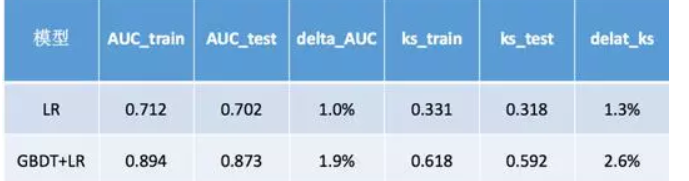 模型 AUC_train AUC_test delta_AUC ks_train ks_test delat_ks
LR 0.712 0.702 1.0% 0.331 0.318 1.3%
GBDT+LR 0.894 0.873 1.9% 0.618 0.592 2.6%